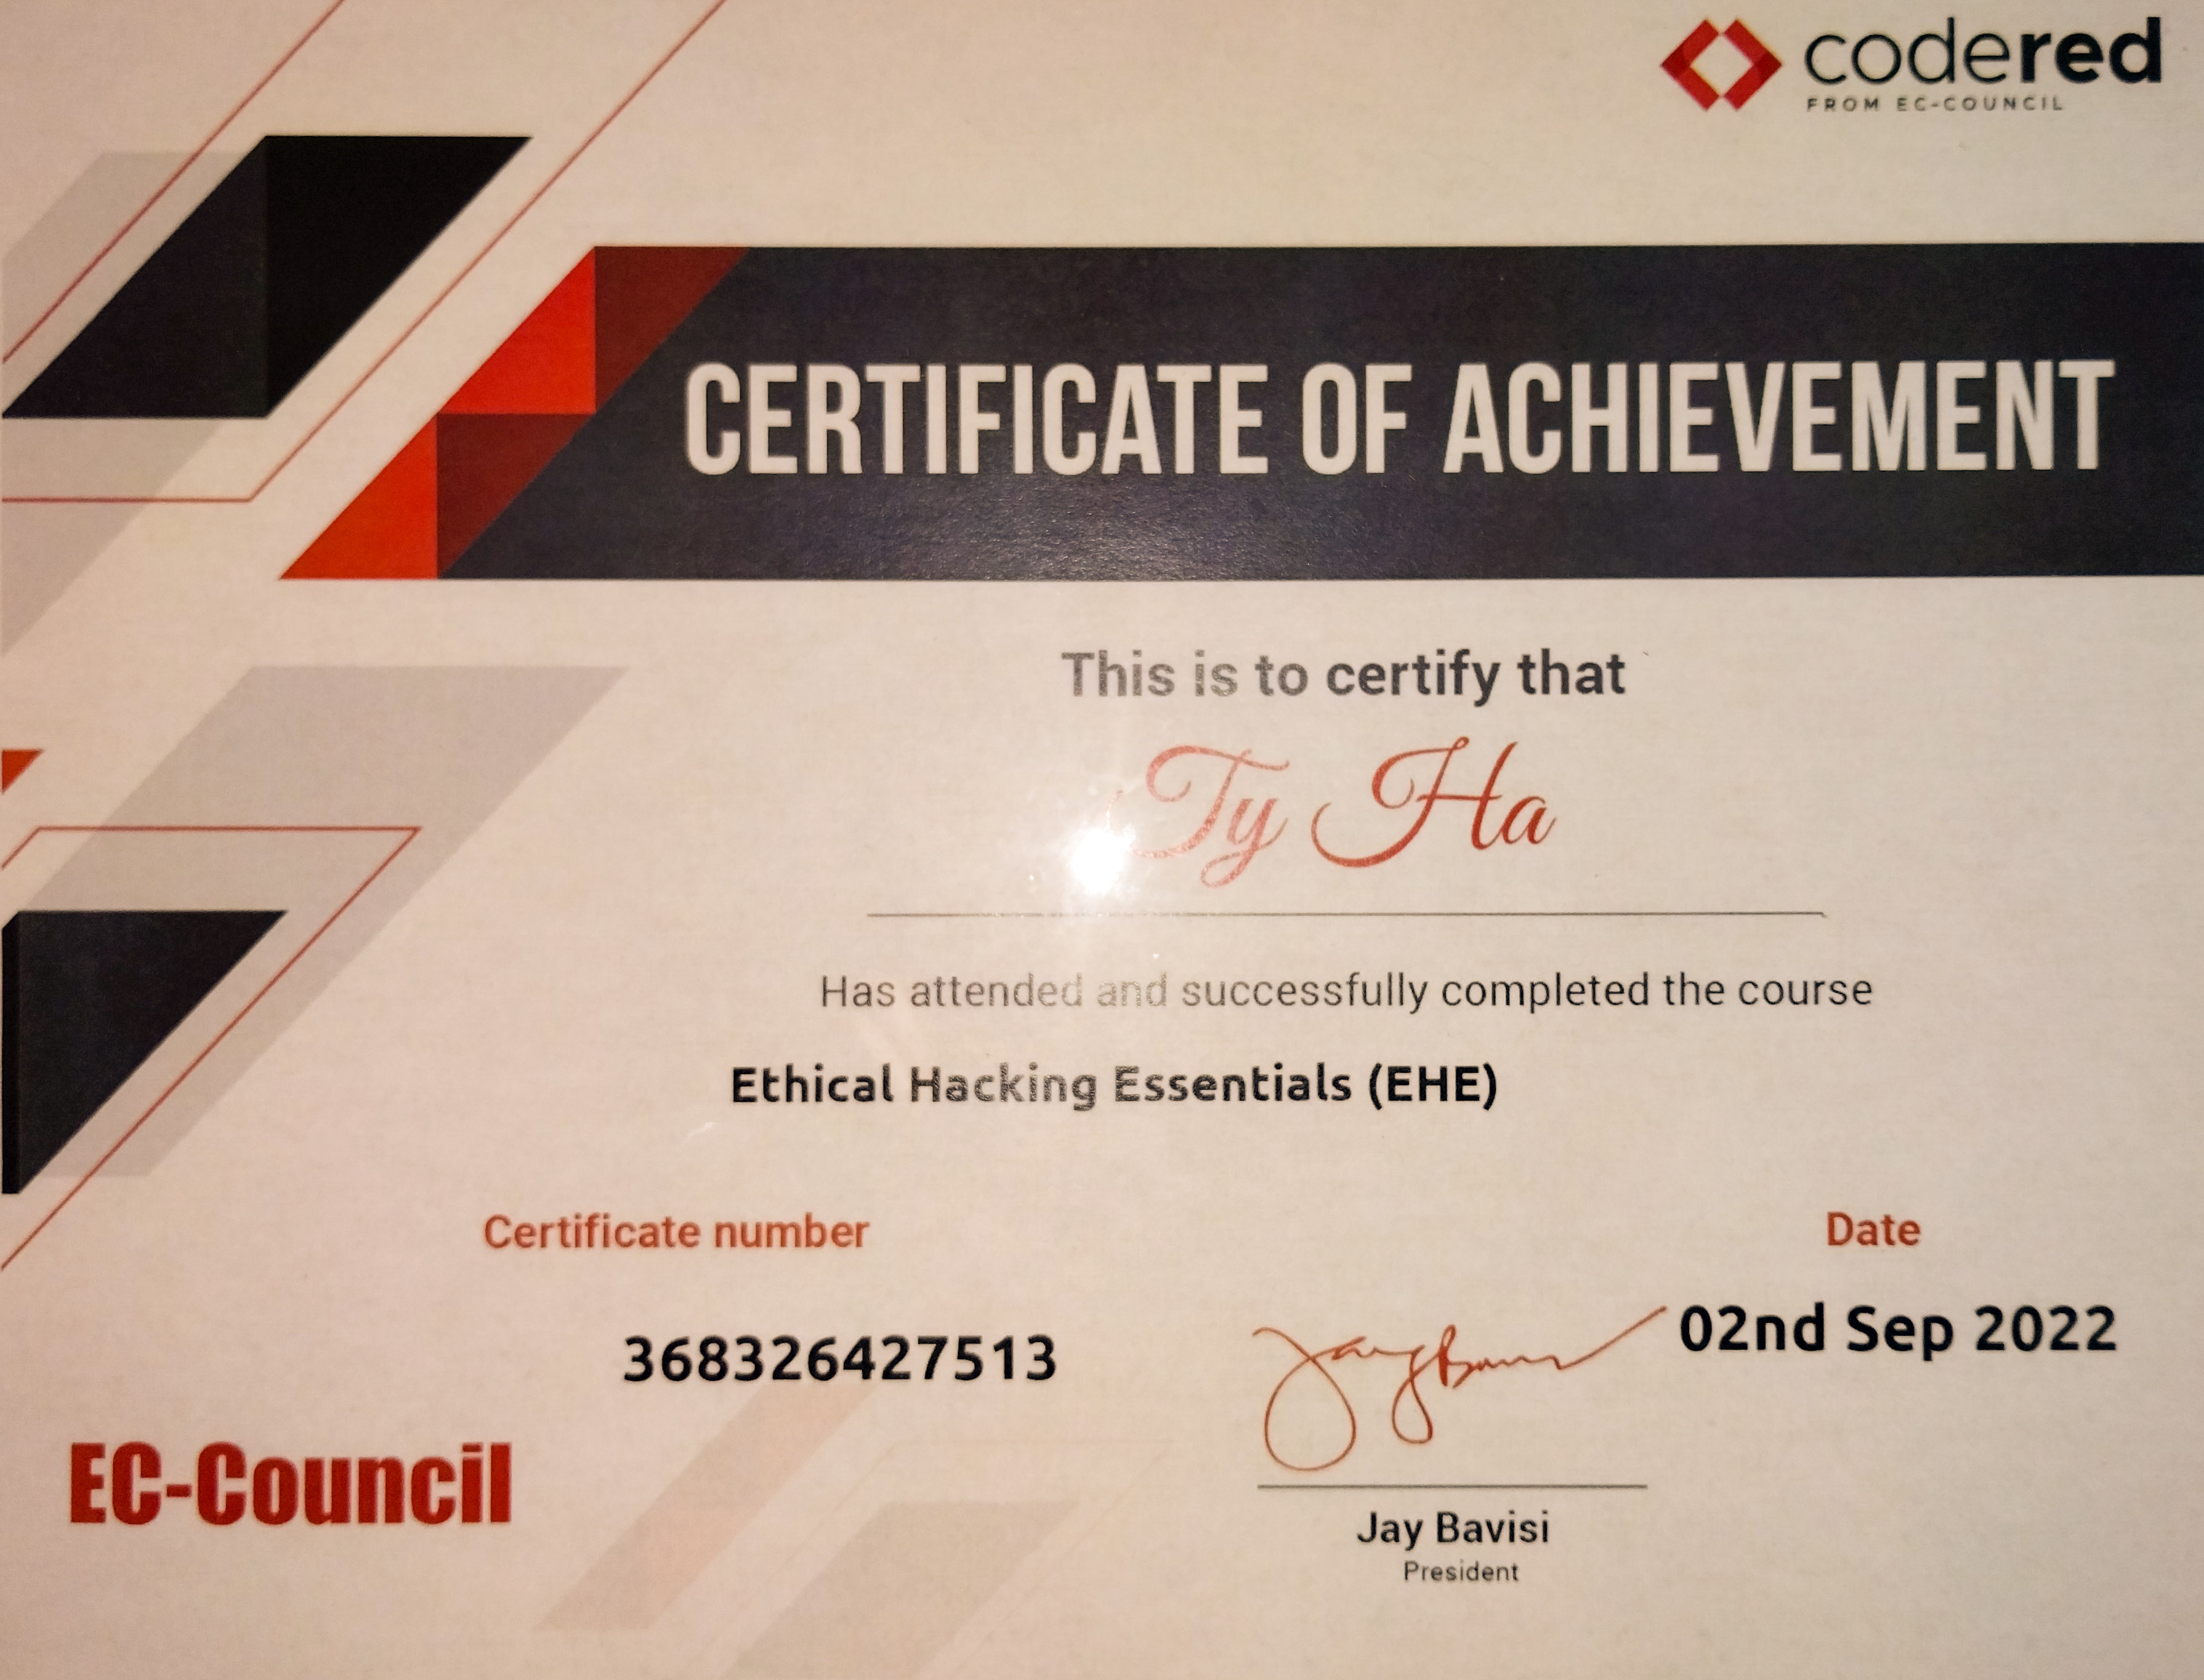 codered
FROM EC-COUNCIL
CERTIFICATE OF ACHIEVEMENT
This is to certify that
Ty Ha
Has attended and successfully completed the course
Ethical Hacking Essentials (EHE)
Certificate number
Date
368326427513
02nd Sep 2022
EC-Council
Jay Bavisi
President